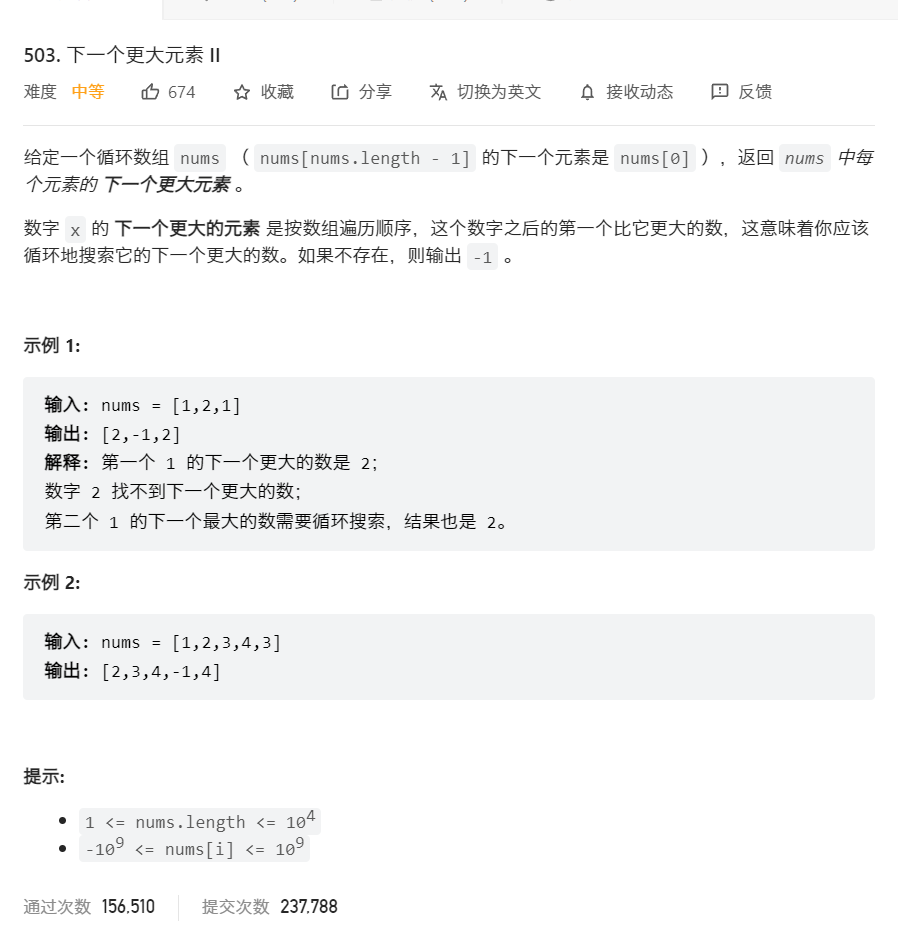 503. 下一个更大元素 II
难度 中等 674 收藏 分享 切换为英文 接收动态 反馈
给定一个循环数组 nums （ nums[nums.length - 1] 的下一个元素是 nums[0] ），返回 nums 中每
个元素的 下一个更大元素 。
数字 x 的 下一个更大的元素 是按数组遍历顺序，这个数字之后的第一个比它更大的数，这意味着你应该
循环地搜索它的下一个更大的数。如果不存在，则输出 -1 。
示例 1:
输入: nums = [1,2,1]
输出: [2,-1,2]
解释: 第一个 1 的下一个更大的数是 2；
数字 2 找不到下一个更大的数；
第二个 1 的下一个最大的数需要循环搜索，结果也是 2。
示例 2:
输入: nums = [1,2,3,4,3]
输出: [2,3,4,-1,4]
提示:
1 <= nums.length <= 10⁴
-10⁹ <= nums[i] <= 10⁹
通过次数 156,510 提交次数 237,788